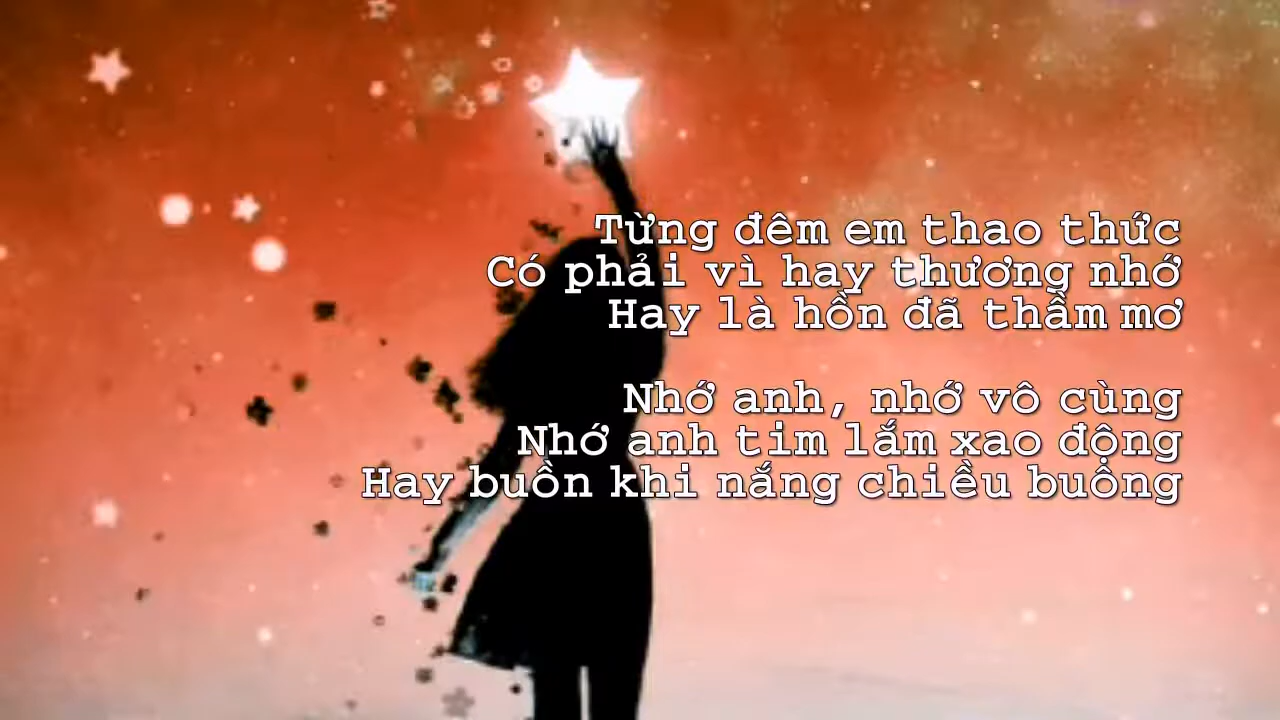 Từng đêm em thao thức
Có phải vì hay thương nhớ
Hay là hồn đã thầm mơ
Nhớ anh, nhớ vô cùng
Nhớ anh tim lắm xao động
Hay buồn khi nắng chiều buông